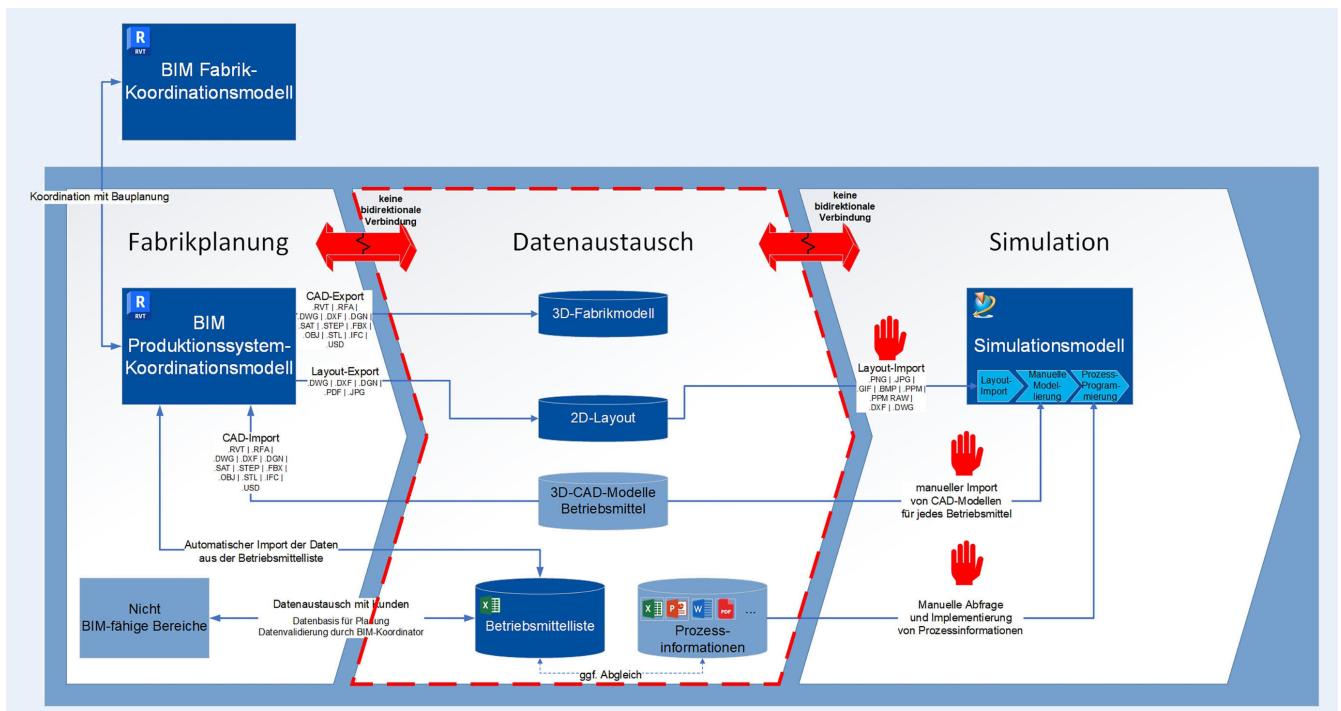 R
RVT
BIM Fabrik-
Koordinationsmodell
Koordination mit Bauplanung
keine
bidirektionale
Verbindung
keine
bidirektionale
Verbindung
Fabrikplanung
Datenaustausch
Simulation
R
RVT
BIM
Produktionssystem-
Koordinationsmodell
CAD-Export
.RVT | .RFA |
.DWG | .DXF | .DGN |
.SAT | .STEP | .FBX |
.OBJ | .STL | .IFC |
.USD
3D-Fabrikmodell
Layout-Export
.DWG | .DXF | .DGN |
.PDF | .JPG
2D-Layout
Layout-Import
.PNG | .JPG |
.GIF | .BMP | .PPM |
.PPM RAW |
.DXF | .DWG
Simulationsmodell
Layout-
Import
Manuelle
Model-
lierung
Prozess-
Program-
mierung
CAD-Import
.RVT | .RFA |
.DWG | .DXF | .DGN |
.SAT | .STEP | .FBX |
.OBJ | .STL | .IFC |
.USD
3D-CAD-Modelle
Betriebsmittel
manueller Import
von CAD-Modellen
für jedes Betriebsmittel
Automatischer Import der Daten
aus der Betriebsmittelliste
Nicht
BIM-fähige Bereiche
Datenaustausch mit Kunden
Datenbasis für Planung
Datenvalidierung durch BIM-Koordinator
X
Betriebsmittelliste
X
P
W
PDF
...
Prozess-
informationen
Manuelle Abfrage
und Implementierung
von Prozessinformationen
ggf. Abgleich